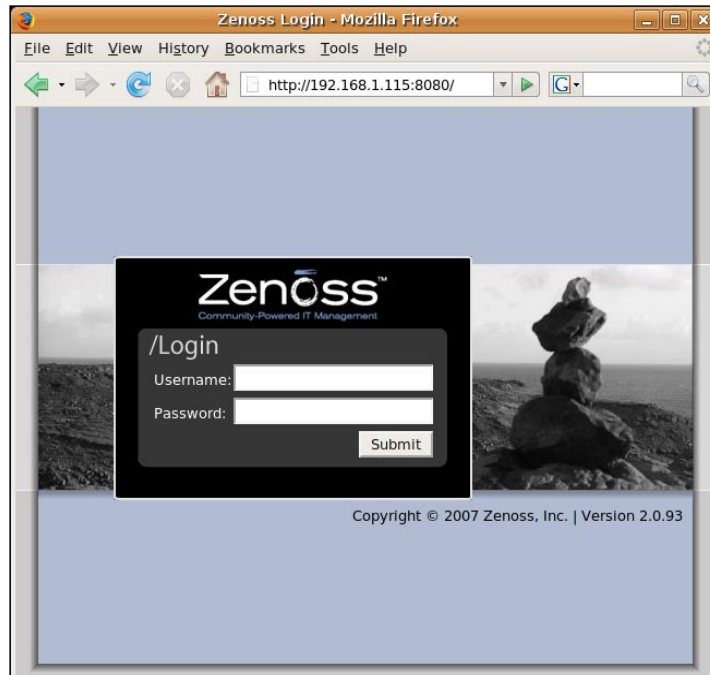 Zenoss Login - Mozilla Firefox
File Edit View History Bookmarks Tools Help
http://192.168.1.115:8080/ G
Zenōss™
Community-Powered IT Management
/Login
Username:
Password:
Submit
Copyright © 2007 Zenoss, Inc. | Version 2.0.93